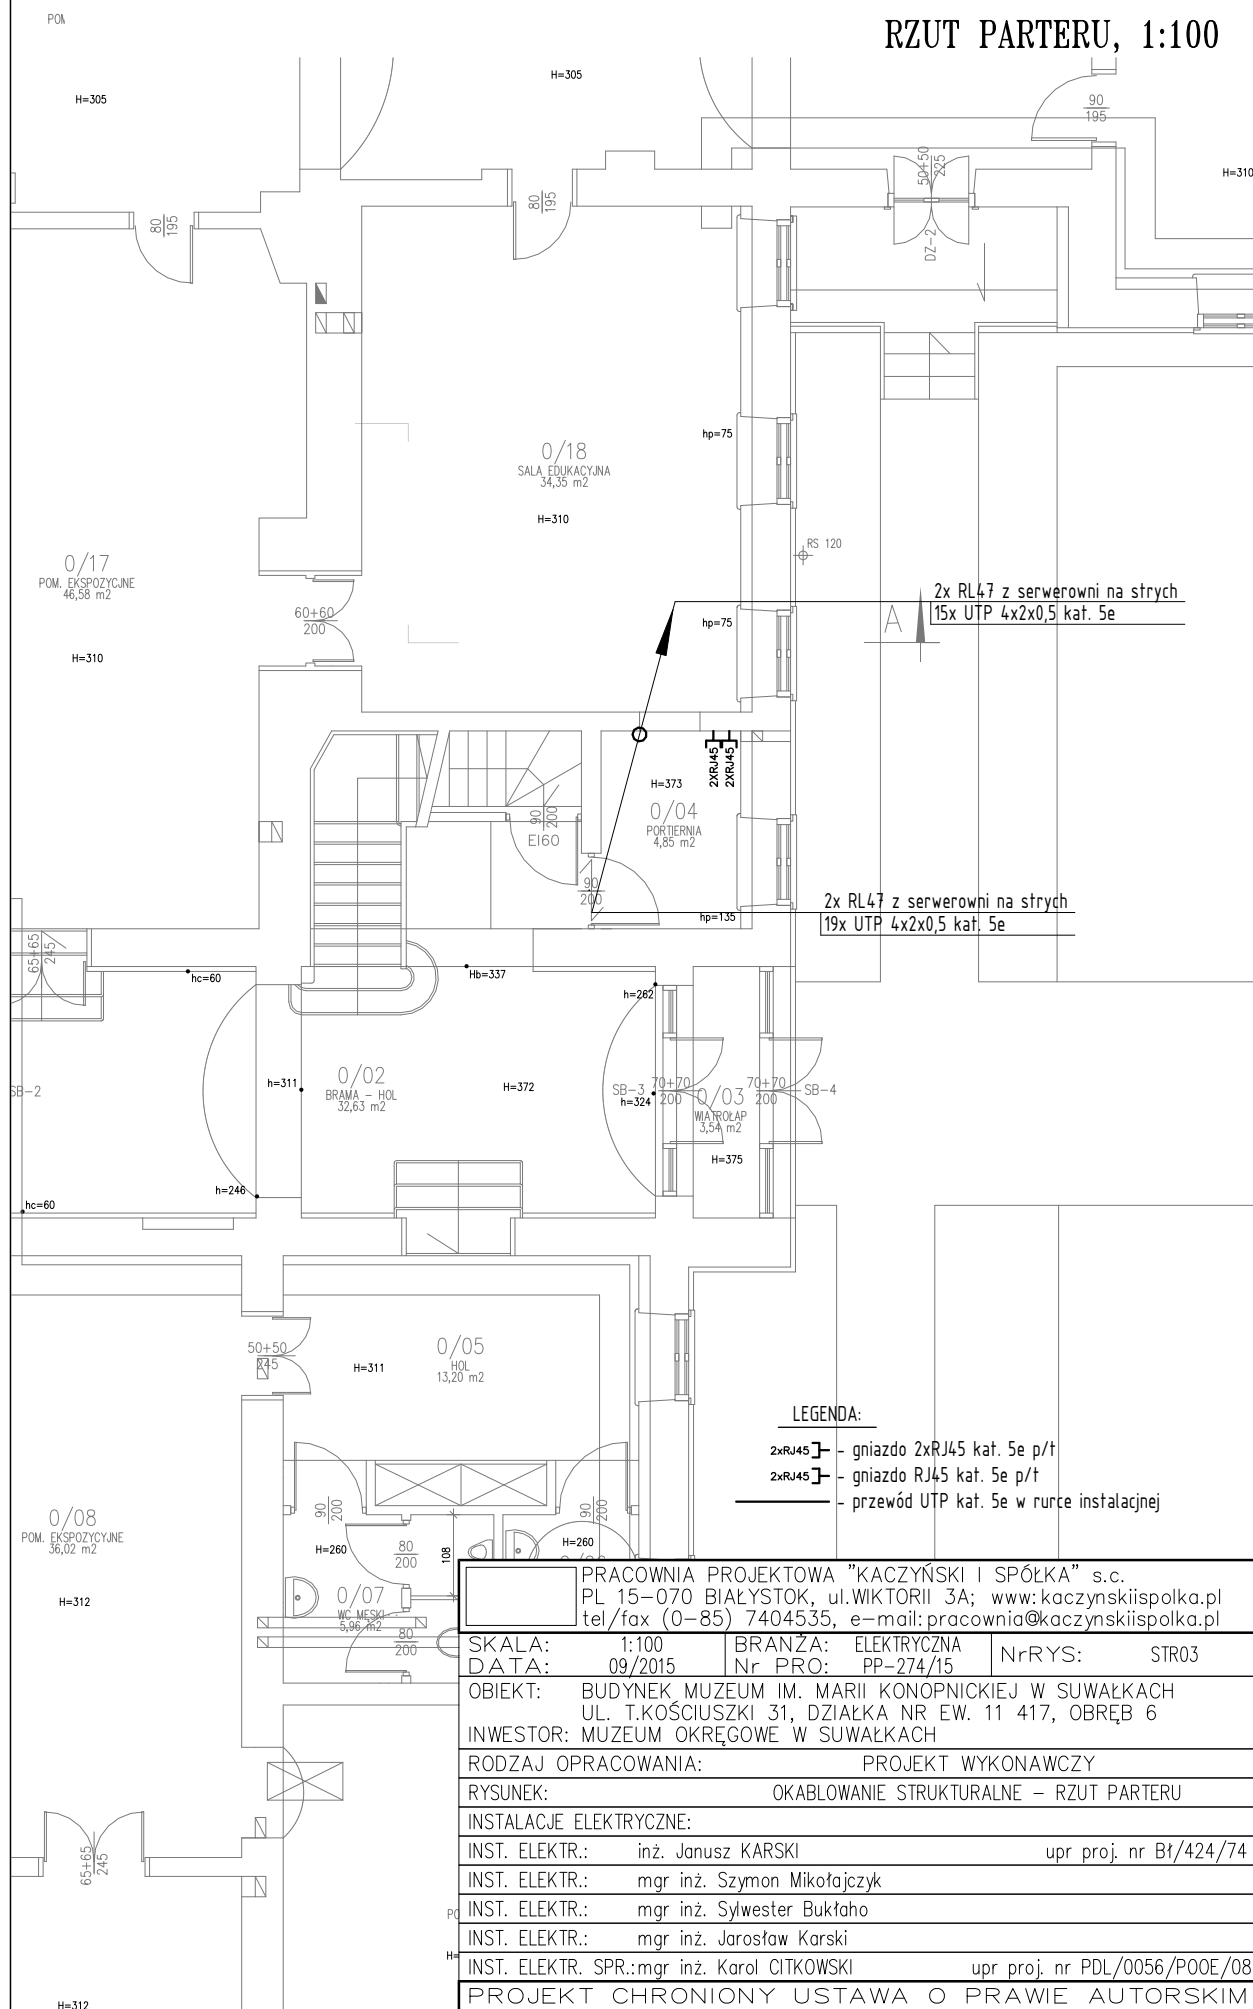 RZUT PARTERU, 1:100
H=305
H=305
90
195
H=310
80
195
80
195
50+50
225
DZ-2
hp=75
0/18
SALA EDUKACYJNA
34,35 m2
H=310
RS 120
0/17
POM. EKSPOZYCJNE
46,58 m2
60+60
200
H=310
hp=75
A
2x RL47 z serwerowni na strych
15x UTP 4x2x0,5 kat. 5e
2XRJ45
2XRJ45
H=373
0/04
PORTIERNIA
4,85 m2
90
200
EI60
90
200
hp=135
2x RL47 z serwerowni na strych
19x UTP 4x2x0,5 kat. 5e
65+65
245
hc=60
Hb=337
h=262
h=311
0/02
BRAMA – HOL
32,63 m2
H=372
SB-2
SB-3
70+70
200
h=324
0/03
WIATROŁAP
3,54 m2
70+70
200
SB-4
H=375
h=246
hc=60
50+50
245
H=311
0/05
HOL
13,20 m2
LEGENDA:
2xRJ45 - gniazdo 2xRJ45 kat. 5e p/t
2xRJ45 - gniazdo RJ45 kat. 5e p/t
- przewód UTP kat. 5e w rurce instalacjnej
0/08
POM. EKSPOZYCYJNE
36,02 m2
H=312
90
200
90
200
H=260
80
200
108
H=260
0/07
WC MĘSKI
5,96 m2
80
200
65+65
245
H=312
PRACOWNIA PROJEKTOWA "KACZYŃSKI I SPÓŁKA" s.c.
PL 15-070 BIAŁYSTOK, ul.WIKTORII 3A; www:kaczynskiispolka.pl
tel/fax (0-85) 7404535, e-mail:pracownia@kaczynskiispolka.pl
SKALA: 1:100 BRANŻA: ELEKTRYCZNA NrRYS: STR03
DATA: 09/2015 Nr PRO: PP-274/15
OBIEKT: BUDYNEK MUZEUM IM. MARII KONOPNICKIEJ W SUWAŁKACH
UL. T.KOŚCIUSZKI 31, DZIAŁKA NR EW. 11 417, OBRĘB 6
INWESTOR: MUZEUM OKRĘGOWE W SUWAŁKACH
RODZAJ OPRACOWANIA: PROJEKT WYKONAWCZY
RYSUNEK: OKABLOWANIE STRUKTURALNE – RZUT PARTERU
INSTALACJE ELEKTRYCZNE:
INST. ELEKTR.: inż. Janusz KARSKI upr proj. nr Bł/424/74
INST. ELEKTR.: mgr inż. Szymon Mikołajczyk
INST. ELEKTR.: mgr inż. Sylwester Bukłaho
INST. ELEKTR.: mgr inż. Jarosław Karski
INST. ELEKTR. SPR.:mgr inż. Karol CITKOWSKI upr proj. nr PDL/0056/POOE/08
PROJEKT CHRONIONY USTAWA O PRAWIE AUTORSKIM